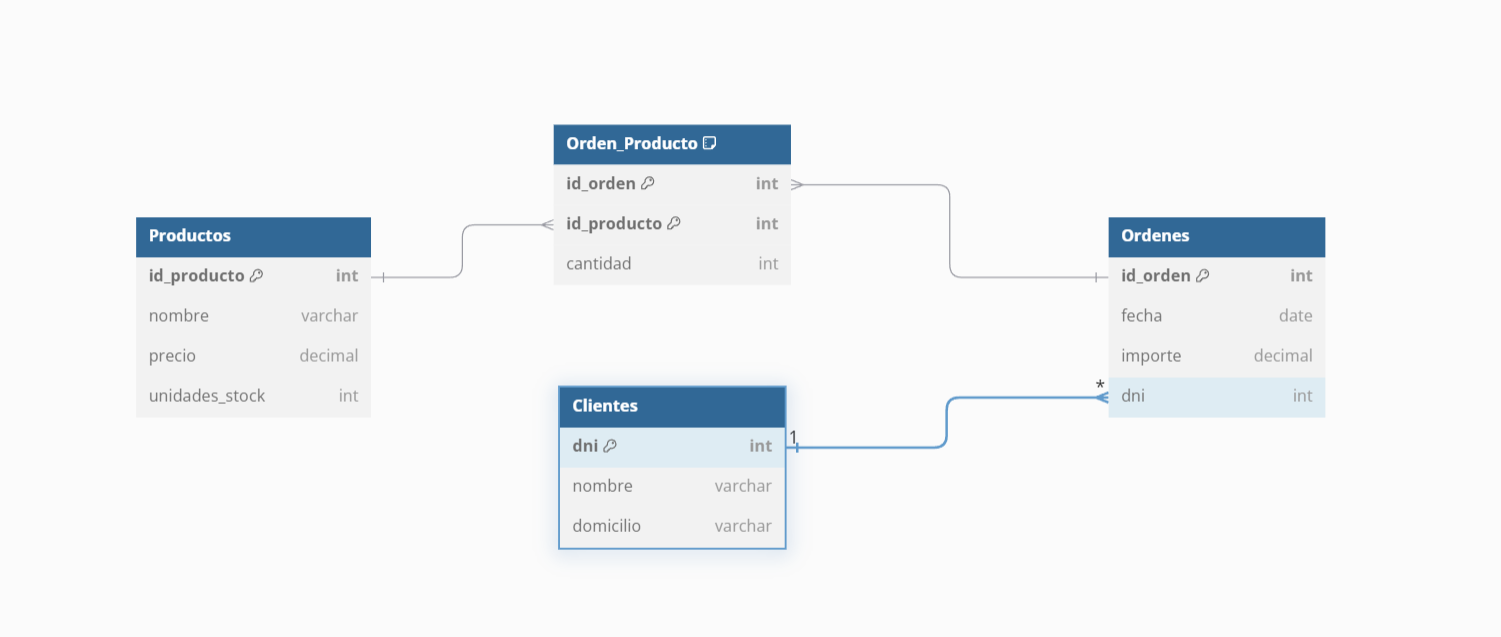 Orden_Producto
id_orden int
id_producto int
cantidad int
Productos
id_producto int
nombre varchar
precio decimal
unidades_stock int
Ordenes
id_orden int
fecha date
importe decimal
* dni int
Clientes
dni int 1
nombre varchar
domicilio varchar